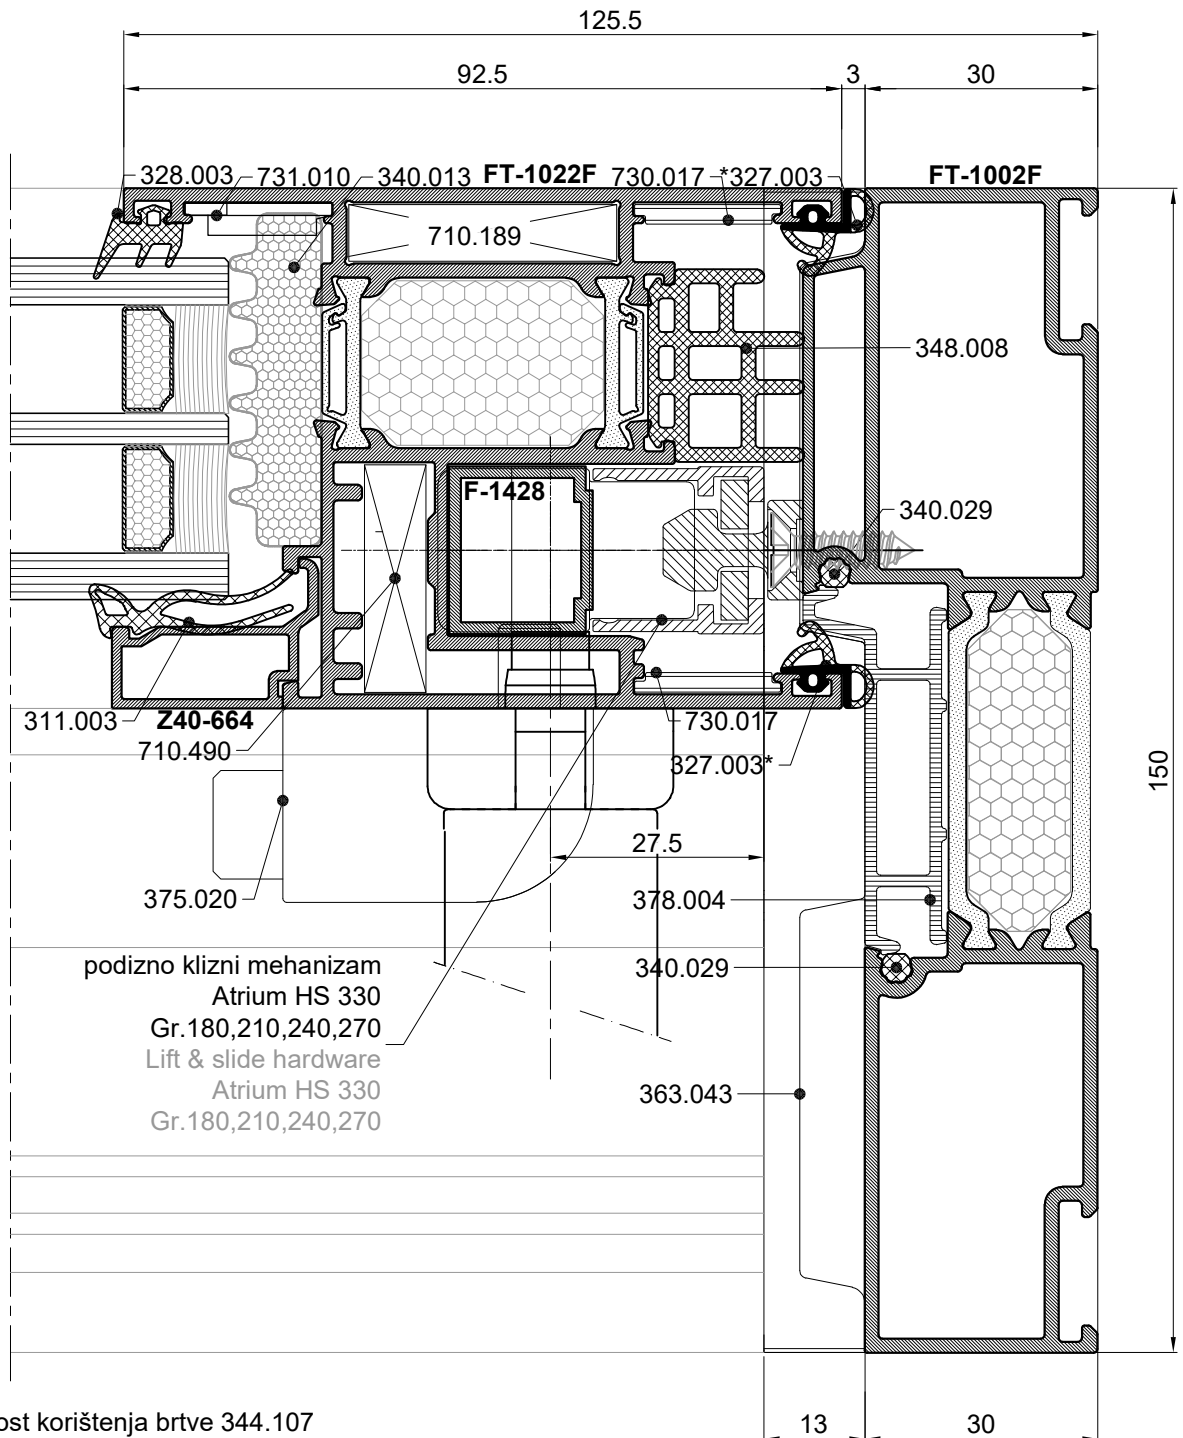 125.5
92.5
3
30
328.003
731.010
340.013
FT-1022F
730.017
*327.003
FT-1002F
710.189
348.008
F-1428
340.029
311.003
Z40-664
710.490
730.017
327.003*
150
27.5
375.020
378.004
podizno klizni mehanizam
Atrium HS 330
Gr.180,210,240,270
Lift & slide hardware
Atrium HS 330
Gr.180,210,240,270
340.029
363.043
ost korištenja brtve 344.107
13
30